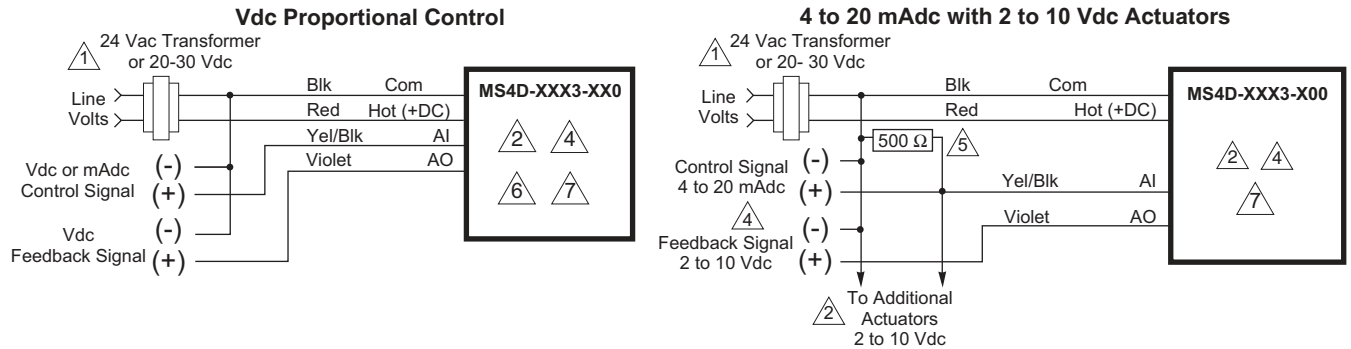 Vdc Proportional Control
1
24 Vac Transformer
or 20-30 Vdc
Line
Volts
Blk Com
Red Hot (+DC)
Yel/Blk AI
Violet AO
Vdc or mAdc
Control Signal
(-)
(+)
Vdc
Feedback Signal
(-)
(+)
MS4D-XXX3-XX0
2 4
6 7
4 to 20 mAdc with 2 to 10 Vdc Actuators
1
24 Vac Transformer
or 20- 30 Vdc
Line
Volts
Blk Com
Red Hot (+DC)
500 Ω 5
Control Signal
4 to 20 mAdc
(-)
(+)
Yel/Blk AI
Violet AO
4
Feedback Signal
2 to 10 Vdc
(-)
(+)
MS4D-XXX3-X00
2 4
7
2
To Additional
Actuators
2 to 10 Vdc